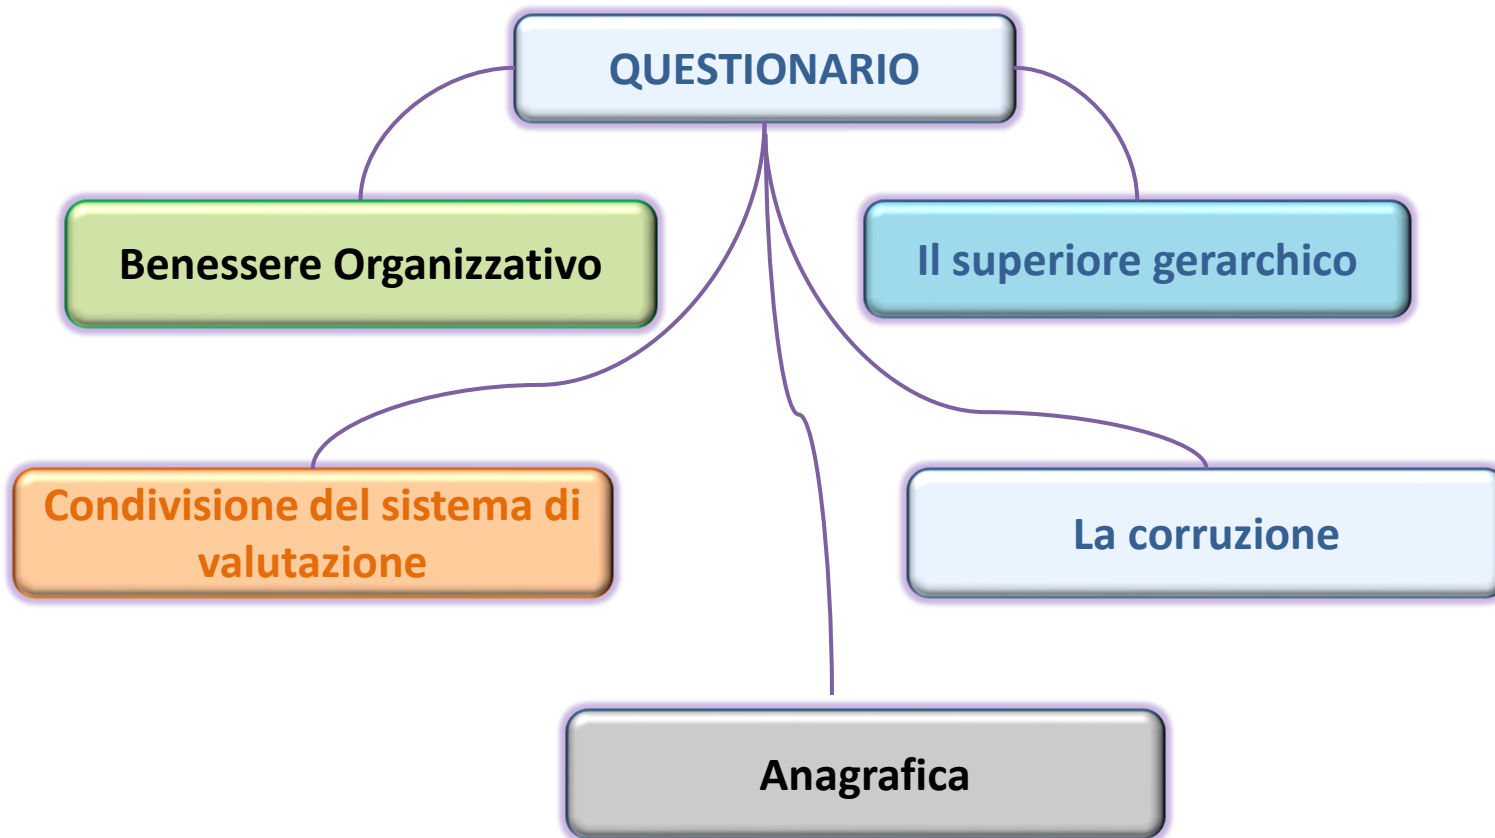 QUESTIONARIO
Benessere Organizzativo
Il superiore gerarchico
Condivisione del sistema di
valutazione
La corruzione
Anagrafica